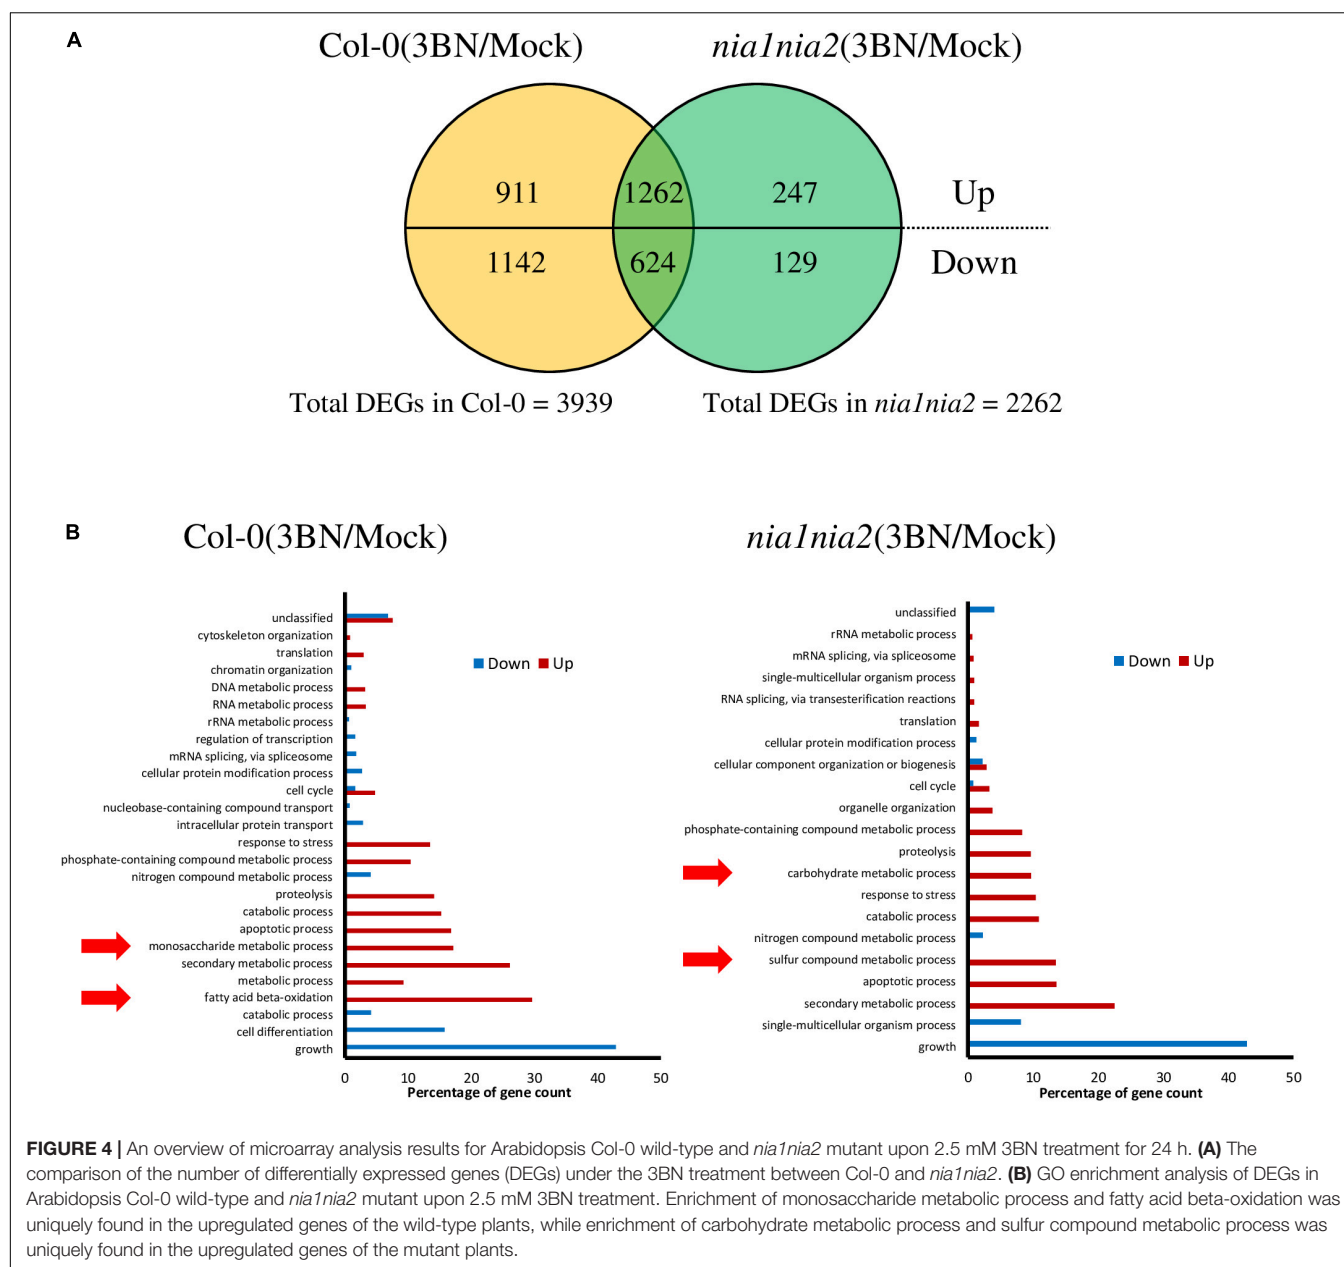 A
Col-0(3BN/Mock)
nia1nia2(3BN/Mock)
911
1262
247
Up
1142
624
129
Down
Total DEGs in Col-0 = 3939
Total DEGs in nia1nia2 = 2262
B
Col-0(3BN/Mock)
unclassified
cytoskeleton organization
translation
chromatin organization
DNA metabolic process
RNA metabolic process
rRNA metabolic process
regulation of transcription
mRNA splicing, via spliceosome
cellular protein modification process
cell cycle
nucleobase-containing compound transport
intracellular protein transport
response to stress
phosphate-containing compound metabolic process
nitrogen compound metabolic process
proteolysis
catabolic process
apoptotic process
monosaccharide metabolic process
secondary metabolic process
metabolic process
fatty acid beta-oxidation
catabolic process
cell differentiation
growth
Down Up
0 10 20 30 40 50
Percentage of gene count
nia1nia2(3BN/Mock)
unclassified
rRNA metabolic process
mRNA splicing, via spliceosome
single-multicellular organism process
RNA splicing, via transesterification reactions
translation
cellular protein modification process
cellular component organization or biogenesis
cell cycle
organelle organization
phosphate-containing compound metabolic process
proteolysis
carbohydrate metabolic process
response to stress
catabolic process
nitrogen compound metabolic process
sulfur compound metabolic process
apoptotic process
secondary metabolic process
single-multicellular organism process
growth
Down Up
0 10 20 30 40 50
Percentage of gene count
FIGURE 4 | An overview of microarray analysis results for Arabidopsis Col-0 wild-type and nia1nia2 mutant upon 2.5 mM 3BN treatment for 24 h. (A) The
comparison of the number of differentially expressed genes (DEGs) under the 3BN treatment between Col-0 and nia1nia2. (B) GO enrichment analysis of DEGs in
Arabidopsis Col-0 wild-type and nia1nia2 mutant upon 2.5 mM 3BN treatment. Enrichment of monosaccharide metabolic process and fatty acid beta-oxidation was
uniquely found in the upregulated genes of the wild-type plants, while enrichment of carbohydrate metabolic process and sulfur compound metabolic process was
uniquely found in the upregulated genes of the mutant plants.